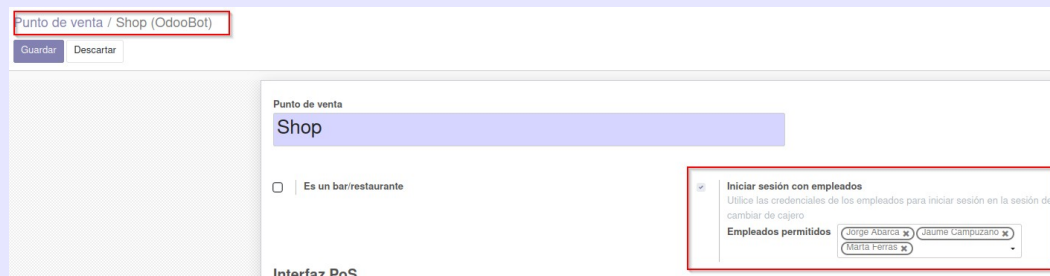 Punto de venta / Shop (OdooBot)
Guardar Descartar
Punto de venta
Shop
Es un bar/restaurante
Iniciar sesión con empleados
Utilice las credenciales de los empleados para iniciar sesión en la sesión de
cambiar de cajero
Empleados permitidos Jorge Abarca x Jaume Campuzano x
Marta Ferras x
Interfaz PoS